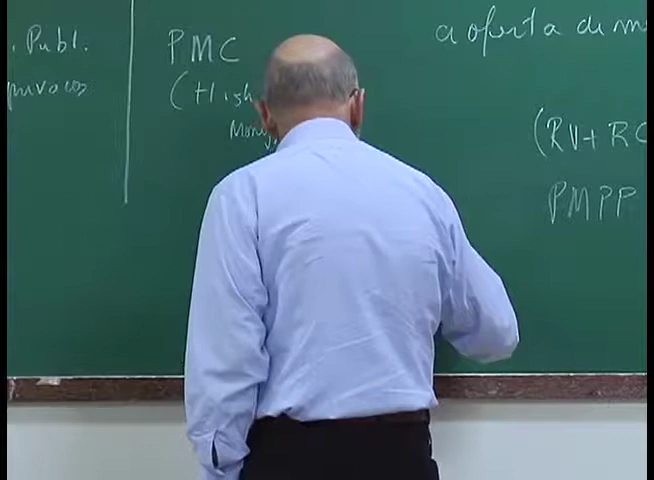 . Publ.
privados
PMC
(High
Money
a oferta de m
(RV+RC
PMPP